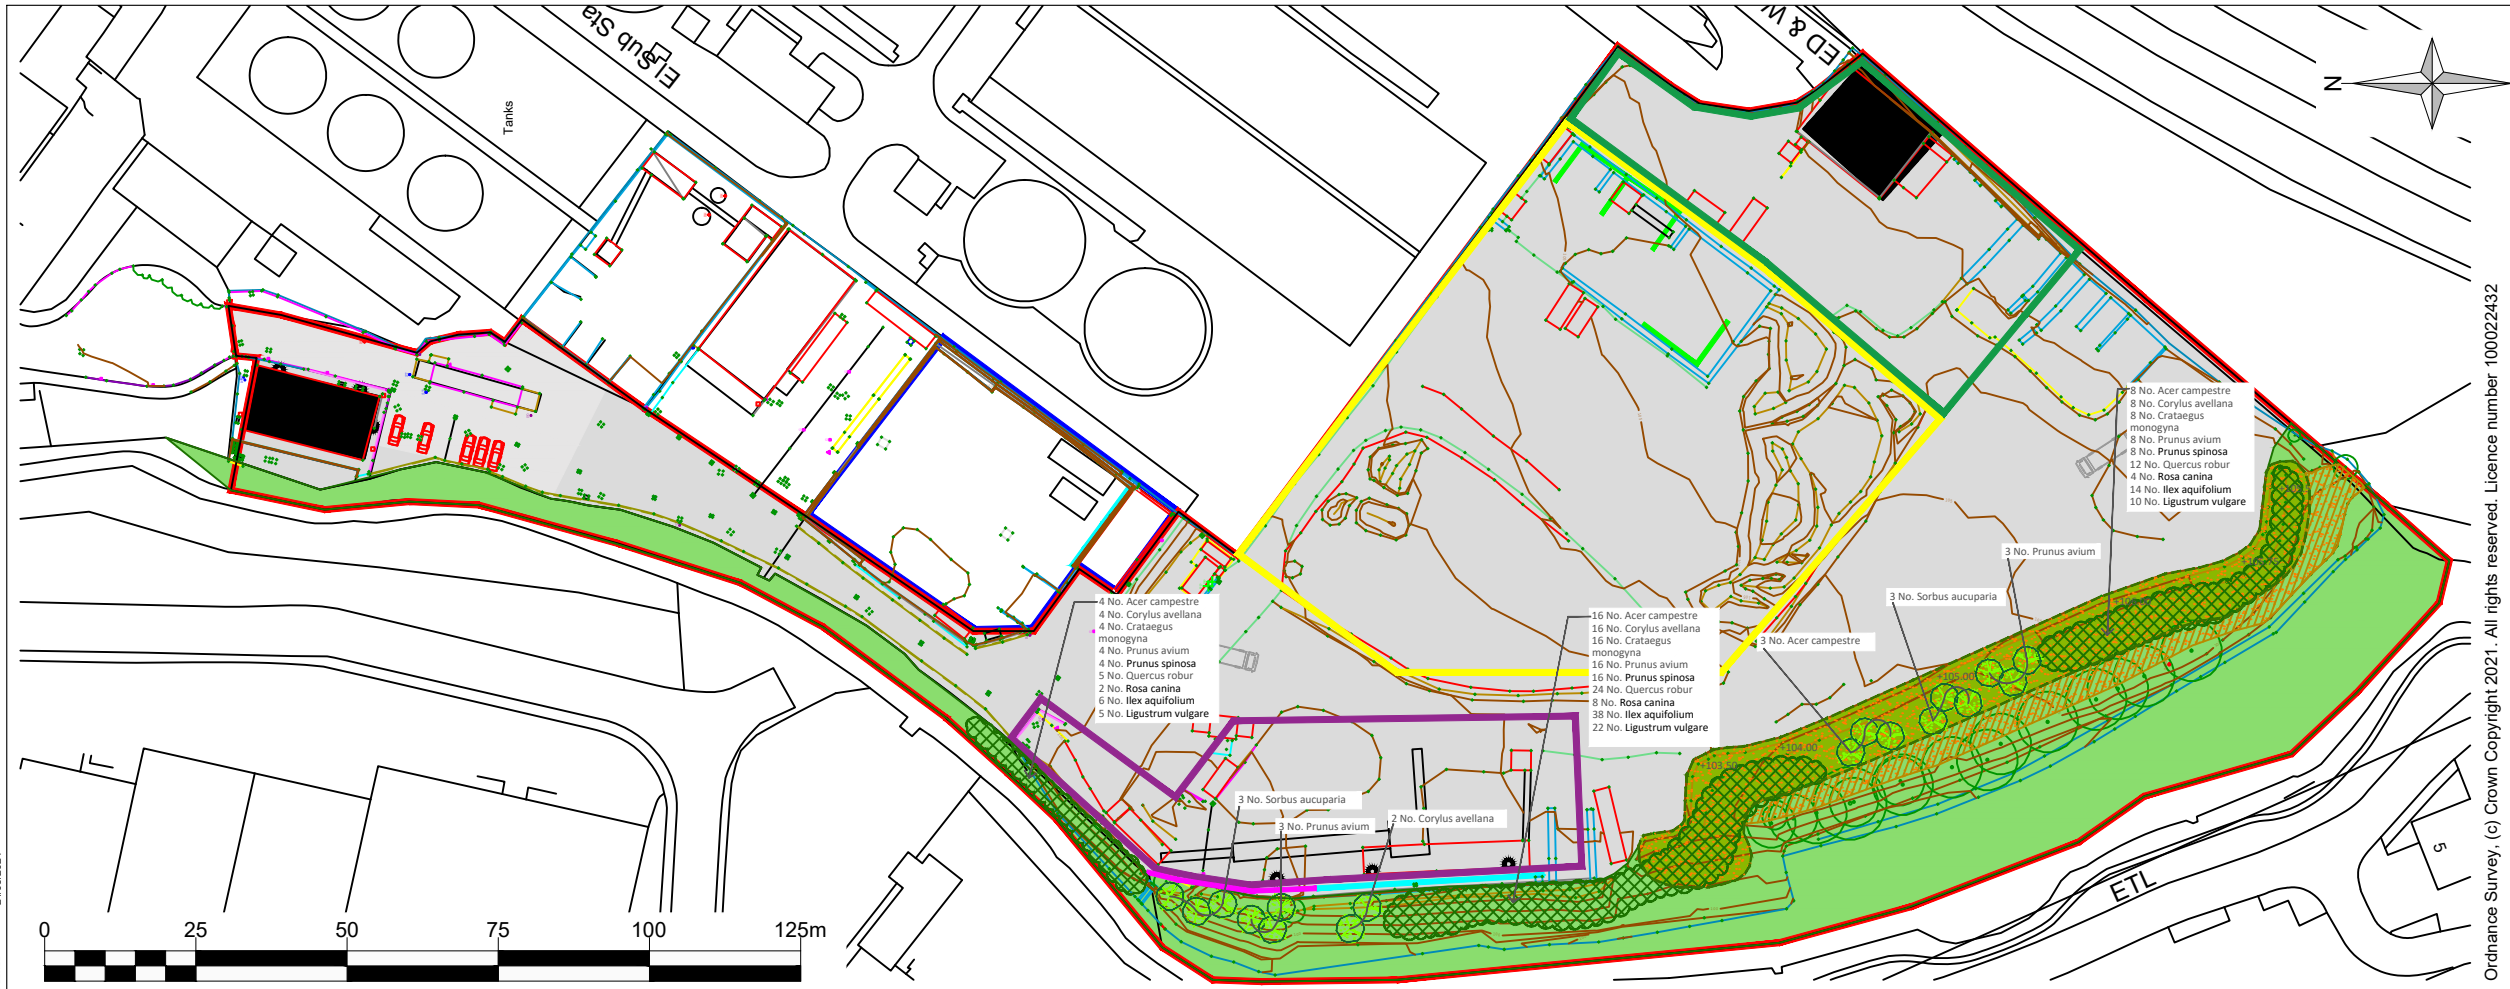 El Sub Sta
Tanks
ED & W
N
8 No. Acer campestre
8 No. Corylus avellana
8 No. Crataegus
monogyna
8 No. Prunus avium
8 No. Prunus spinosa
12 No. Quercus robur
4 No. Rosa canina
14 No. Ilex aquifolium
10 No. Ligustrum vulgare
3 No. Prunus avium
3 No. Sorbus aucuparia
3 No. Acer campestre
4 No. Acer campestre
4 No. Corylus avellana
4 No. Crataegus
monogyna
4 No. Prunus avium
4 No. Prunus spinosa
5 No. Quercus robur
2 No. Rosa canina
6 No. Ilex aquifolium
5 No. Ligustrum vulgare
16 No. Acer campestre
16 No. Corylus avellana
16 No. Crataegus
monogyna
16 No. Prunus avium
16 No. Prunus spinosa
24 No. Quercus robur
8 No. Rosa canina
38 No. Ilex aquifolium
22 No. Ligustrum vulgare
+105.00
+104.00
+103.50
3 No. Sorbus aucuparia
3 No. Prunus avium
2 No. Corylus avellana
ETL
5
0 25 50 75 100 125m
Ordnance Survey, (c) Crown Copyright 2021. All rights reserved. Licence number 100022432